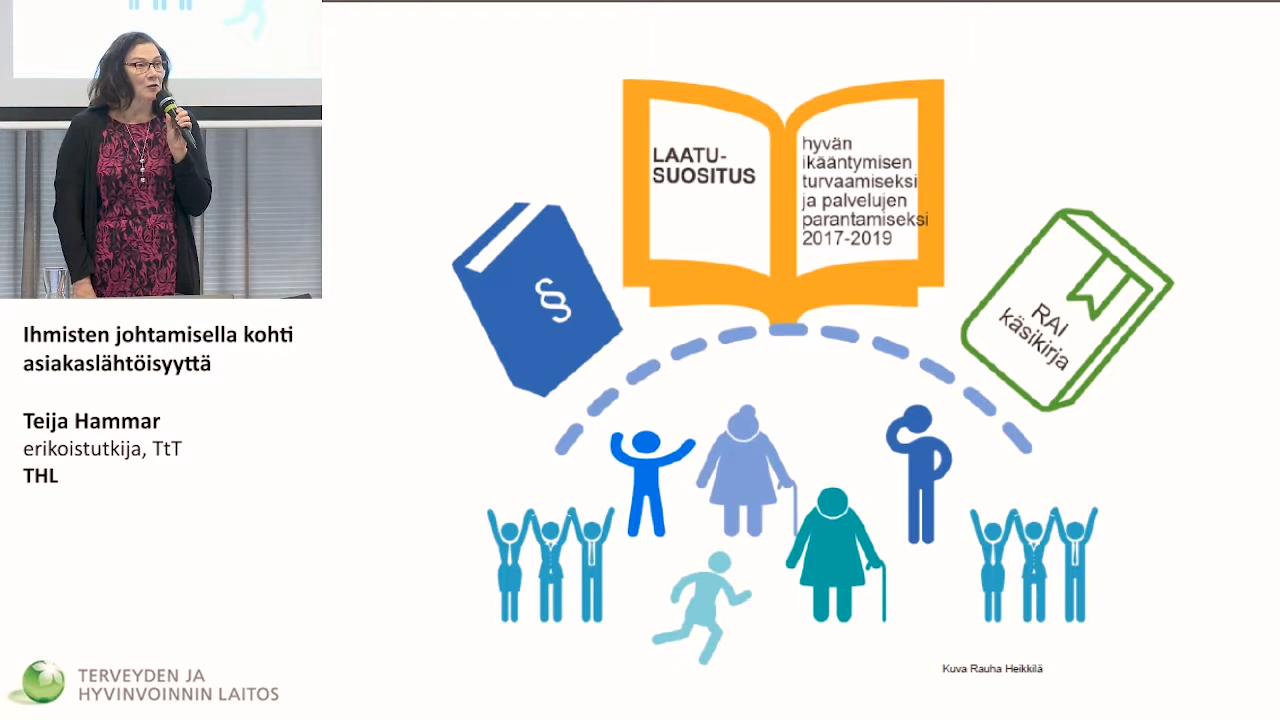 Ihmisten johtamisella kohti
asiakaslähtöisyyttä
Teija Hammar
erikoistutkija, TtT
THL
TERVEYDEN JA
HYVINVOINNIN LAITOS
LAATU-
SUOSITUS
hyvän
ikääntymisen
turvaamiseksi
ja palvelujen
parantamiseksi
2017-2019
§
RAI
käsikirja
Kuva Rauha Heikkilä